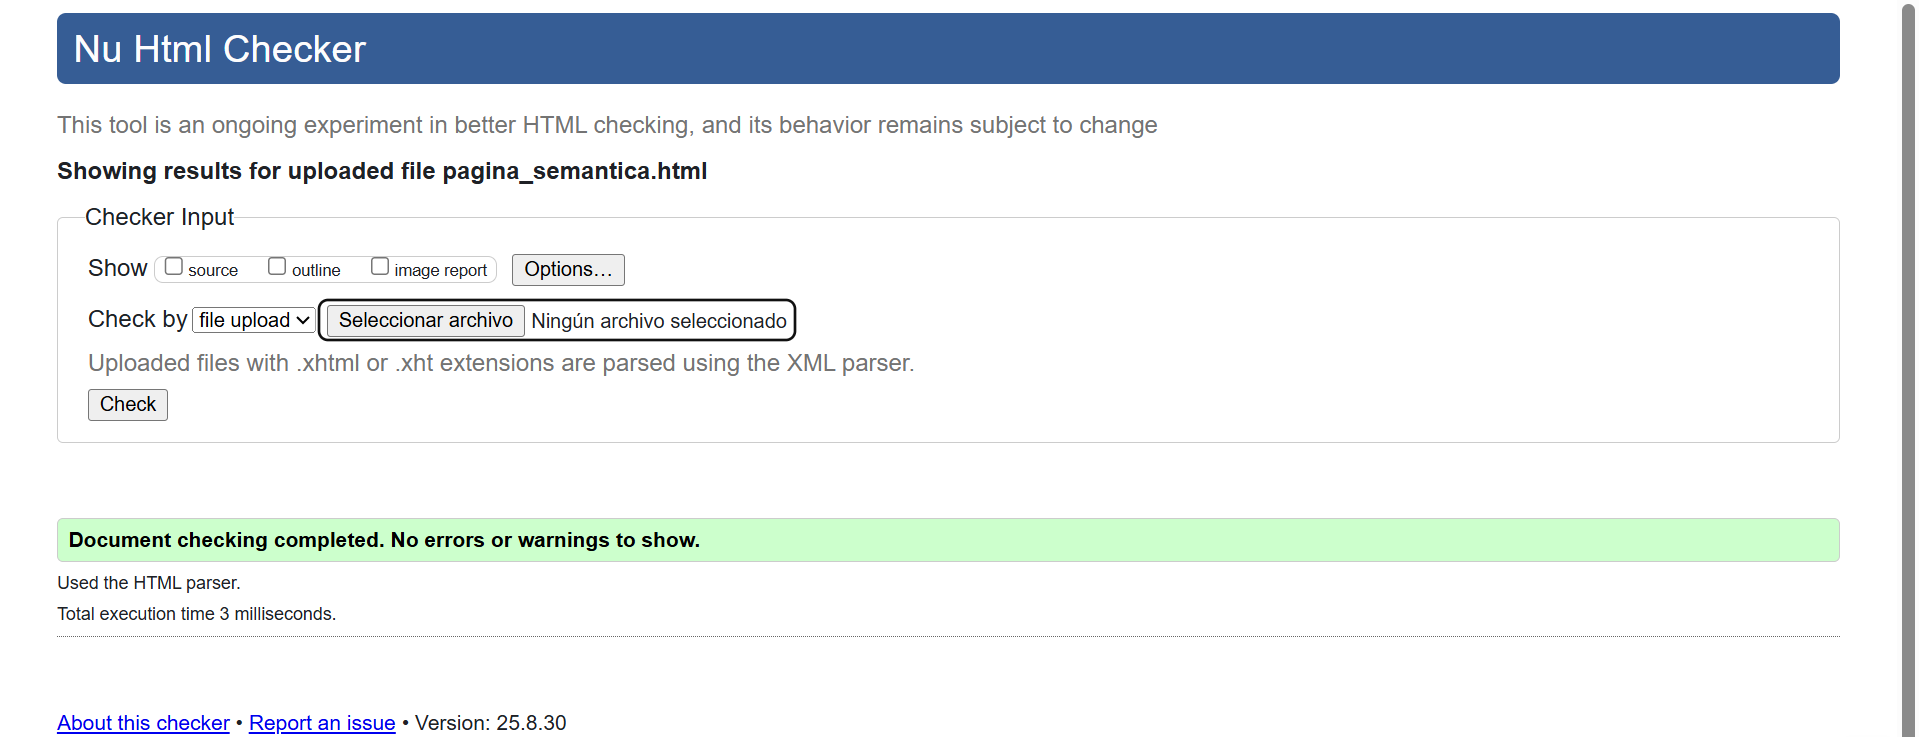 Nu Html Checker
This tool is an ongoing experiment in better HTML checking, and its behavior remains subject to change
Showing results for uploaded file pagina_semantica.html
Checker Input
Show source outline image report Options…
Check by file upload Seleccionar archivo Ningún archivo seleccionado
Uploaded files with .xhtml or .xht extensions are parsed using the XML parser.
Check
Document checking completed. No errors or warnings to show.
Used the HTML parser.
Total execution time 3 milliseconds.
About this checker • Report an issue • Version: 25.8.30